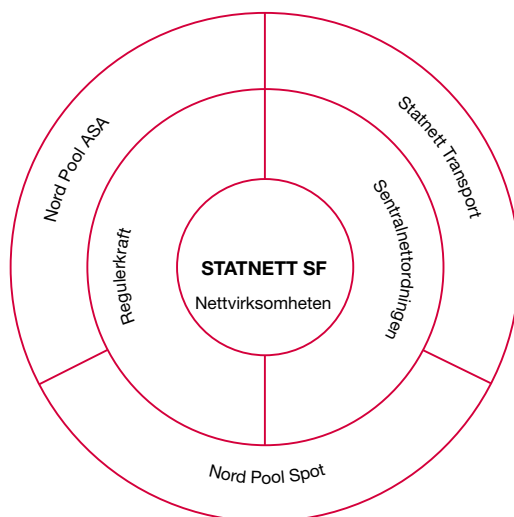 Nord Pool ASA
Statnett Transport
Regulerkraft
Sentralnettordningen
STATNETT SF
Nettvirksomheten
Nord Pool Spot